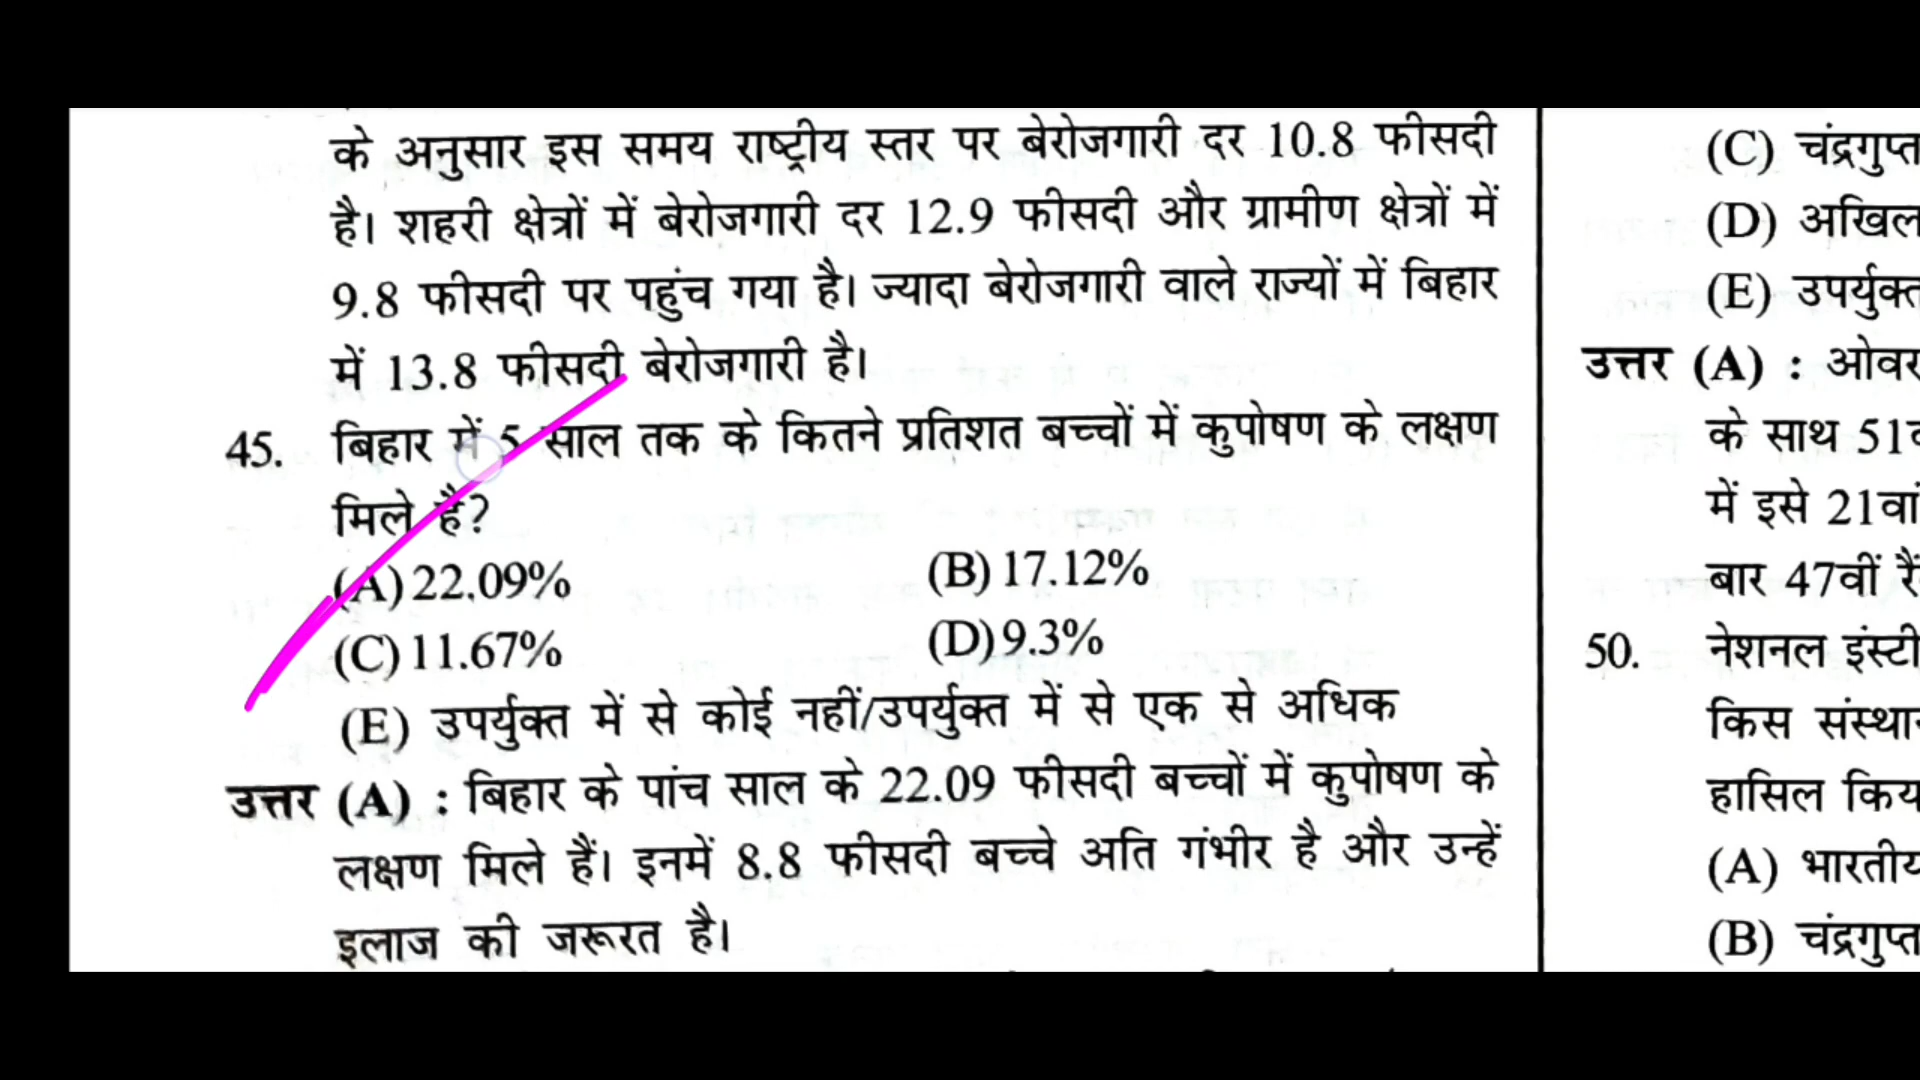 के अनुसार इस समय राष्ट्रीय स्तर पर बेरोजगारी दर 10.8 फीसदी
है। शहरी क्षेत्रों में बेरोजगारी दर 12.9 फीसदी और ग्रामीण क्षेत्रों में
9.8 फीसदी पर पहुंच गया है। ज्यादा बेरोजगारी वाले राज्यों में बिहार
में 13.8 फीसदी बेरोजगारी है।
45. बिहार में 5 साल तक के कितने प्रतिशत बच्चों में कुपोषण के लक्षण
मिले हैं?
(A) 22.09% (B) 17.12%
(C) 11.67% (D) 9.3%
(E) उपर्युक्त में से कोई नहीं/उपर्युक्त में से एक से अधिक
उत्तर (A) : बिहार के पांच साल के 22.09 फीसदी बच्चों में कुपोषण के
लक्षण मिले हैं। इनमें 8.8 फीसदी बच्चे अति गंभीर है और उन्हें
इलाज की जरूरत है।
(C) चंद्रगुप्त
(D) अखिल
(E) उपर्युक्त
उत्तर (A) : ओवर
के साथ 51व
में इसे 21वां
बार 47वीं रैं
50. नेशनल इंस्टी
किस संस्था
हासिल किय
(A) भारतीय
(B) चंद्रगुप्त